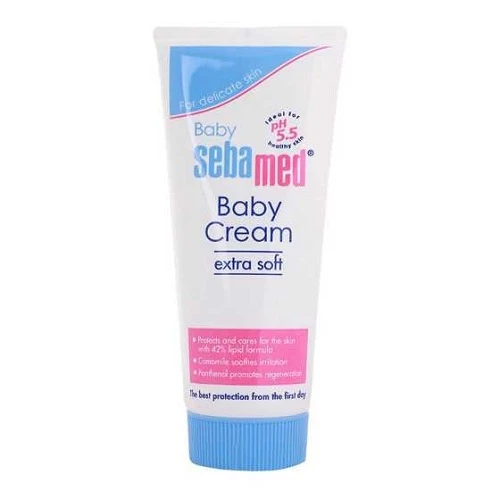 For delicate skin
Baby
sebamed®
ideal for
pH
5.5
healthy skin
Baby
Cream
extra soft
• Protects and cares for the skin
with 42% lipid formula
• Camomile soothes irritation
• Panthenol promotes regeneration
The best protection from the first day